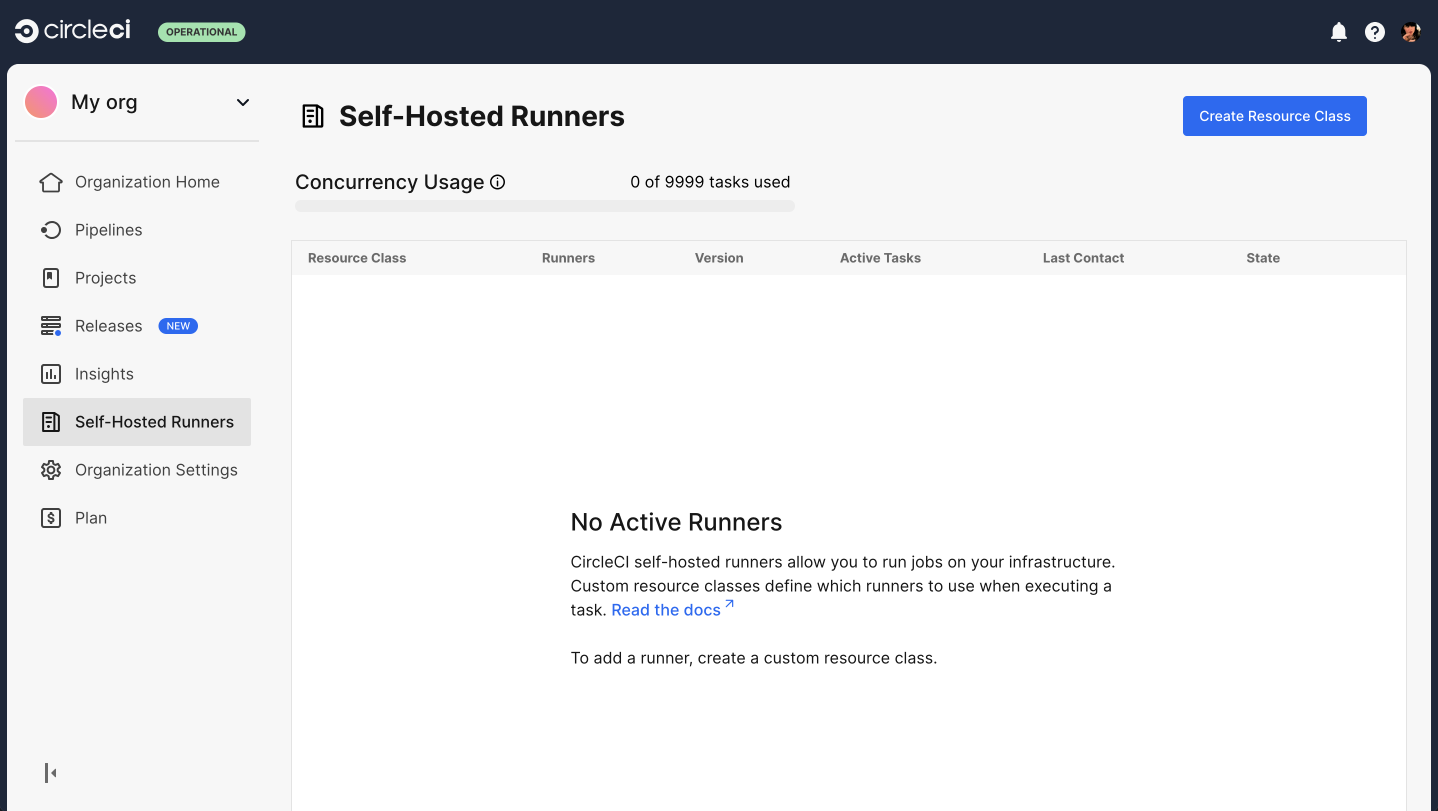 circleci
OPERATIONAL
My org
Organization Home
Pipelines
Projects
Releases NEW
Insights
Self-Hosted Runners
Organization Settings
Plan
Self-Hosted Runners
Create Resource Class
Concurrency Usage
0 of 9999 tasks used
Resource Class Runners Version Active Tasks Last Contact State
No Active Runners
CircleCI self-hosted runners allow you to run jobs on your infrastructure.
Custom resource classes define which runners to use when executing a
task. Read the docs
To add a runner, create a custom resource class.